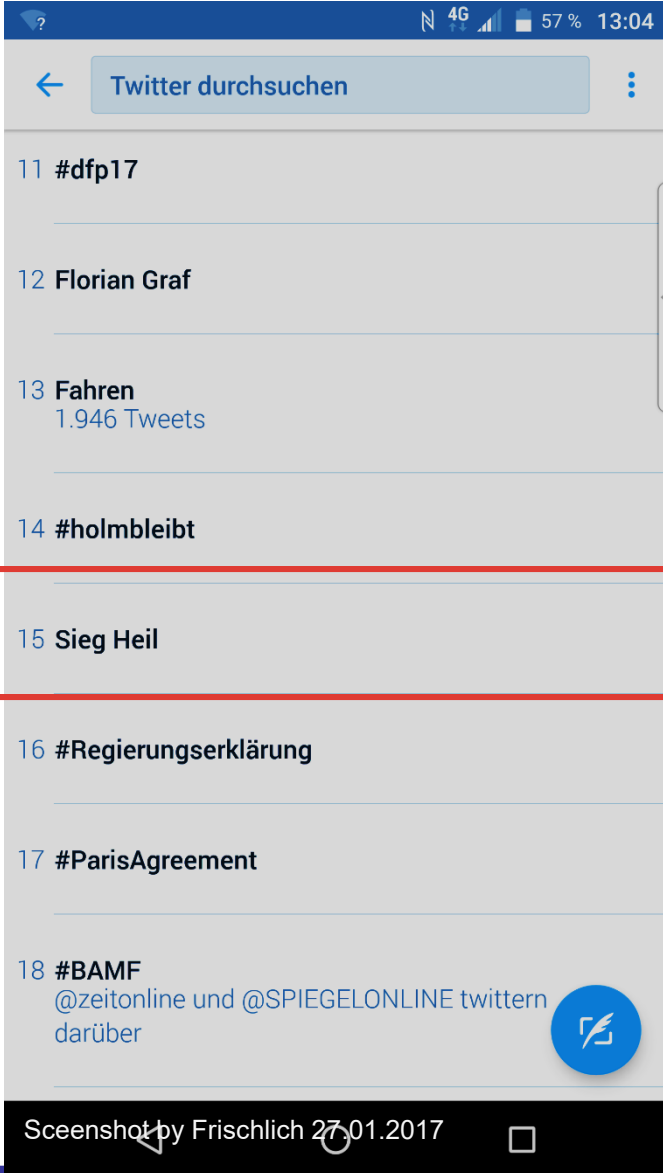 4G 57 % 13:04
Twitter durchsuchen
11 #dfp17
12 Florian Graf
13 Fahren
1.946 Tweets
14 #holmbleibt
15 Sieg Heil
16 #Regierungserklärung
17 #ParisAgreement
18 #BAMF
@zeitonline und @SPIEGELONLINE twittern
darüber
Sceenshot by Frischlich 27.01.2017